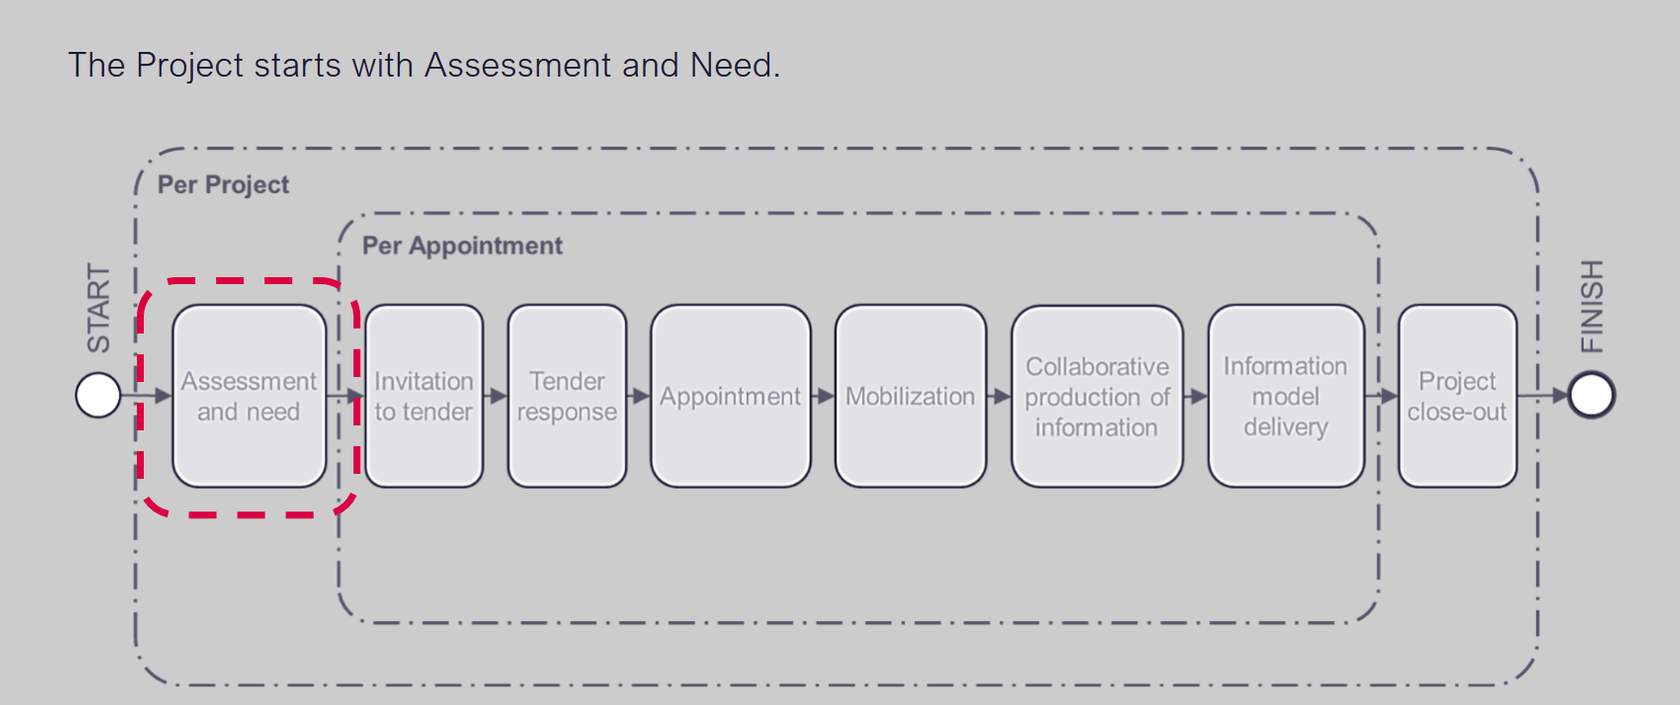 The Project starts with Assessment and Need.
Per Project
Per Appointment
START
Assessment
and need
Invitation
to tender
Tender
response
Appointment
Mobilization
Collaborative
production of
information
Information
model
delivery
Project
close-out
FINISH